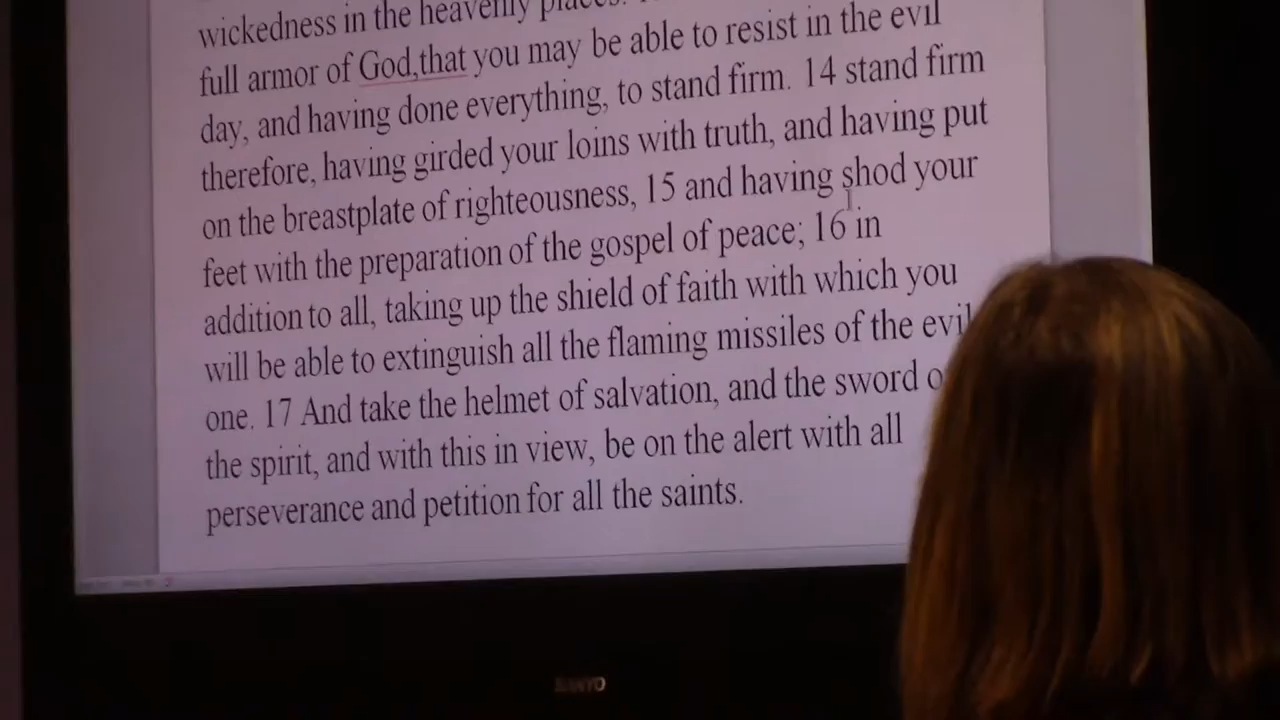 wickedness in the heavenly places.
full armor of God,that you may be able to resist in the evil
day, and having done everything, to stand firm. 14 stand firm
therefore, having girded your loins with truth, and having put
on the breastplate of righteousness, 15 and having shod your
feet with the preparation of the gospel of peace; 16 in
addition to all, taking up the shield of faith with which you
will be able to extinguish all the flaming missiles of the evil
one. 17 And take the helmet of salvation, and the sword o
the spirit, and with this in view, be on the alert with all
perseverance and petition for all the saints.
SANYO